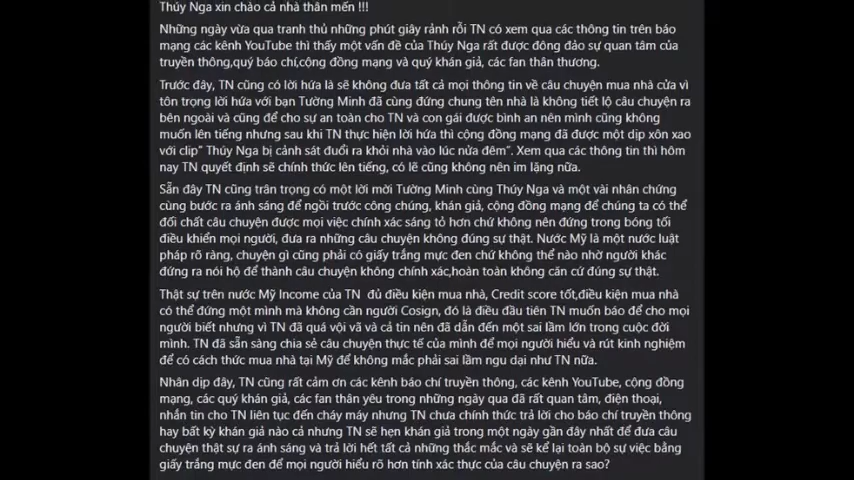 Thúy Nga xin chào cả nhà thân mến !!!
Những ngày vừa qua tranh thủ những phút giây rảnh rỗi TN có xem qua các thông tin trên báo
mạng các kênh YouTube thì thấy một vấn đề của Thúy Nga rất được đông đảo sự quan tâm của
truyền thông,quý báo chí,cộng đồng mạng và quý khán giả, các fan thân thương.
Trước đây, TN cũng có lời hứa là sẽ không đưa tất cả mọi thông tin về câu chuyện mua nhà cửa vì
tôn trọng lời hứa với bạn Tường Minh đã cùng đứng chung tên nhà là không tiết lộ câu chuyện ra
bên ngoài và cũng để cho sự an toàn cho TN và con gái được bình an nên mình cũng không
muốn lên tiếng nhưng sau khi TN thực hiện lời hứa thì cộng đồng mạng đã được một dịp xôn xao
với clip" Thúy Nga bị cảnh sát đuổi ra khỏi nhà vào lúc nửa đêm". Xem qua các thông tin thì hôm
nay TN quyết định sẽ chính thức lên tiếng, có lẽ cũng không nên im lặng nữa.
Sẵn đây TN cũng trân trọng có một lời mời Tường Minh cùng Thúy Nga và một vài nhân chứng
cùng bước ra ánh sáng để ngồi trước công chúng, khán giả, cộng đồng mạng để chúng ta có thể
đối chất câu chuyện được mọi việc chính xác sáng tỏ hơn chứ không nên đứng trong bóng tối
điều khiển mọi người, đưa ra những câu chuyện không đúng sự thật. Nước Mỹ là một nước luật
pháp rõ ràng, chuyện gì cũng phải có giấy trắng mực đen chứ không thể nào nhờ người khác
đứng ra nói hộ để thành câu chuyện không chính xác,hoàn toàn không căn cứ đúng sự thật.
Thật sự trên nước Mỹ Income của TN đủ điều kiện mua nhà, Credit score tốt,điều kiện mua nhà
có thể đứng một mình mà không cần người Cosign, đó là điều đầu tiên TN muốn báo để cho mọi
người biết nhưng vì TN đã quá vội vã và cả tin nên đã dẫn đến một sai lầm lớn trong cuộc đời
mình. TN đã sẵn sàng chia sẻ câu chuyện thực tế của mình để mọi người hiểu và rút kinh nghiệm
để có cách thức mua nhà tại Mỹ để không mắc phải sai lầm ngu dại như TN nữa.
Nhân dịp đây, TN cũng rất cảm ơn các kênh báo chí truyền thông, các kênh YouTube, cộng đồng
mạng, các quý khán giả, các fan thân yêu trong những ngày qua đã rất quan tâm, điện thoại,
nhắn tin cho TN liên tục đến cháy máy nhưng TN chưa chính thức trả lời cho báo chí truyền thông
hay bất kỳ khán giả nào cả nhưng TN sẽ hẹn khán giả trong một ngày gần đây nhất để đưa câu
chuyện thật sự ra ánh sáng và trả lời hết tất cả những thắc mắc và sẽ kể lại toàn bộ sự việc bằng
giấy trắng mực đen để mọi người hiểu rõ hơn tính xác thực của câu chuyện ra sao?